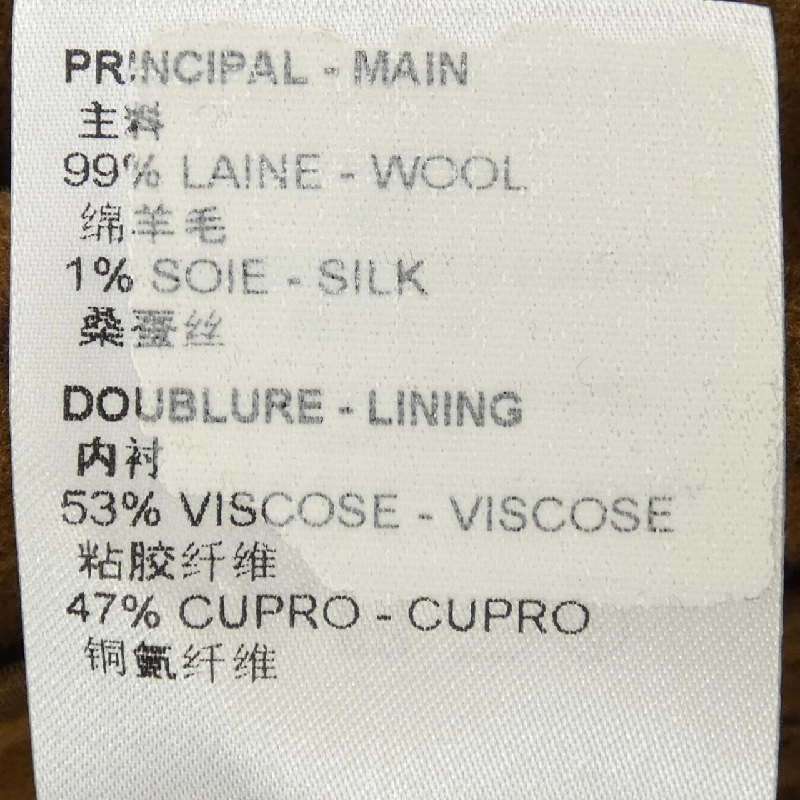 PRINCIPAL - MAIN
主料
99% LAINE - WOOL
绵羊毛
1% SOIE - SILK
桑蚕丝
DOUBLURE - LINING
内衬
53% VISCOSE - VISCOSE
粘胶纤维
47% CUPRO - CUPRO
铜氨纤维